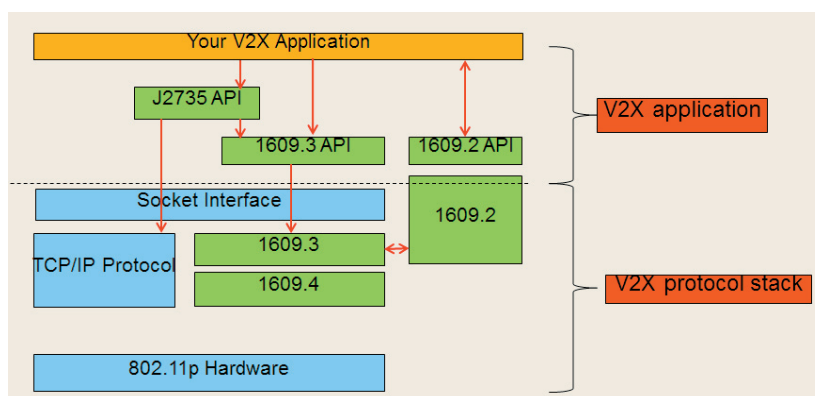 Your V2X Application
J2735 API
V2X application
1609.3 API
1609.2 API
Socket Interface
1609.2
1609.3
TCP/IP Protocol
1609.4
V2X protocol stack
802.11p Hardware